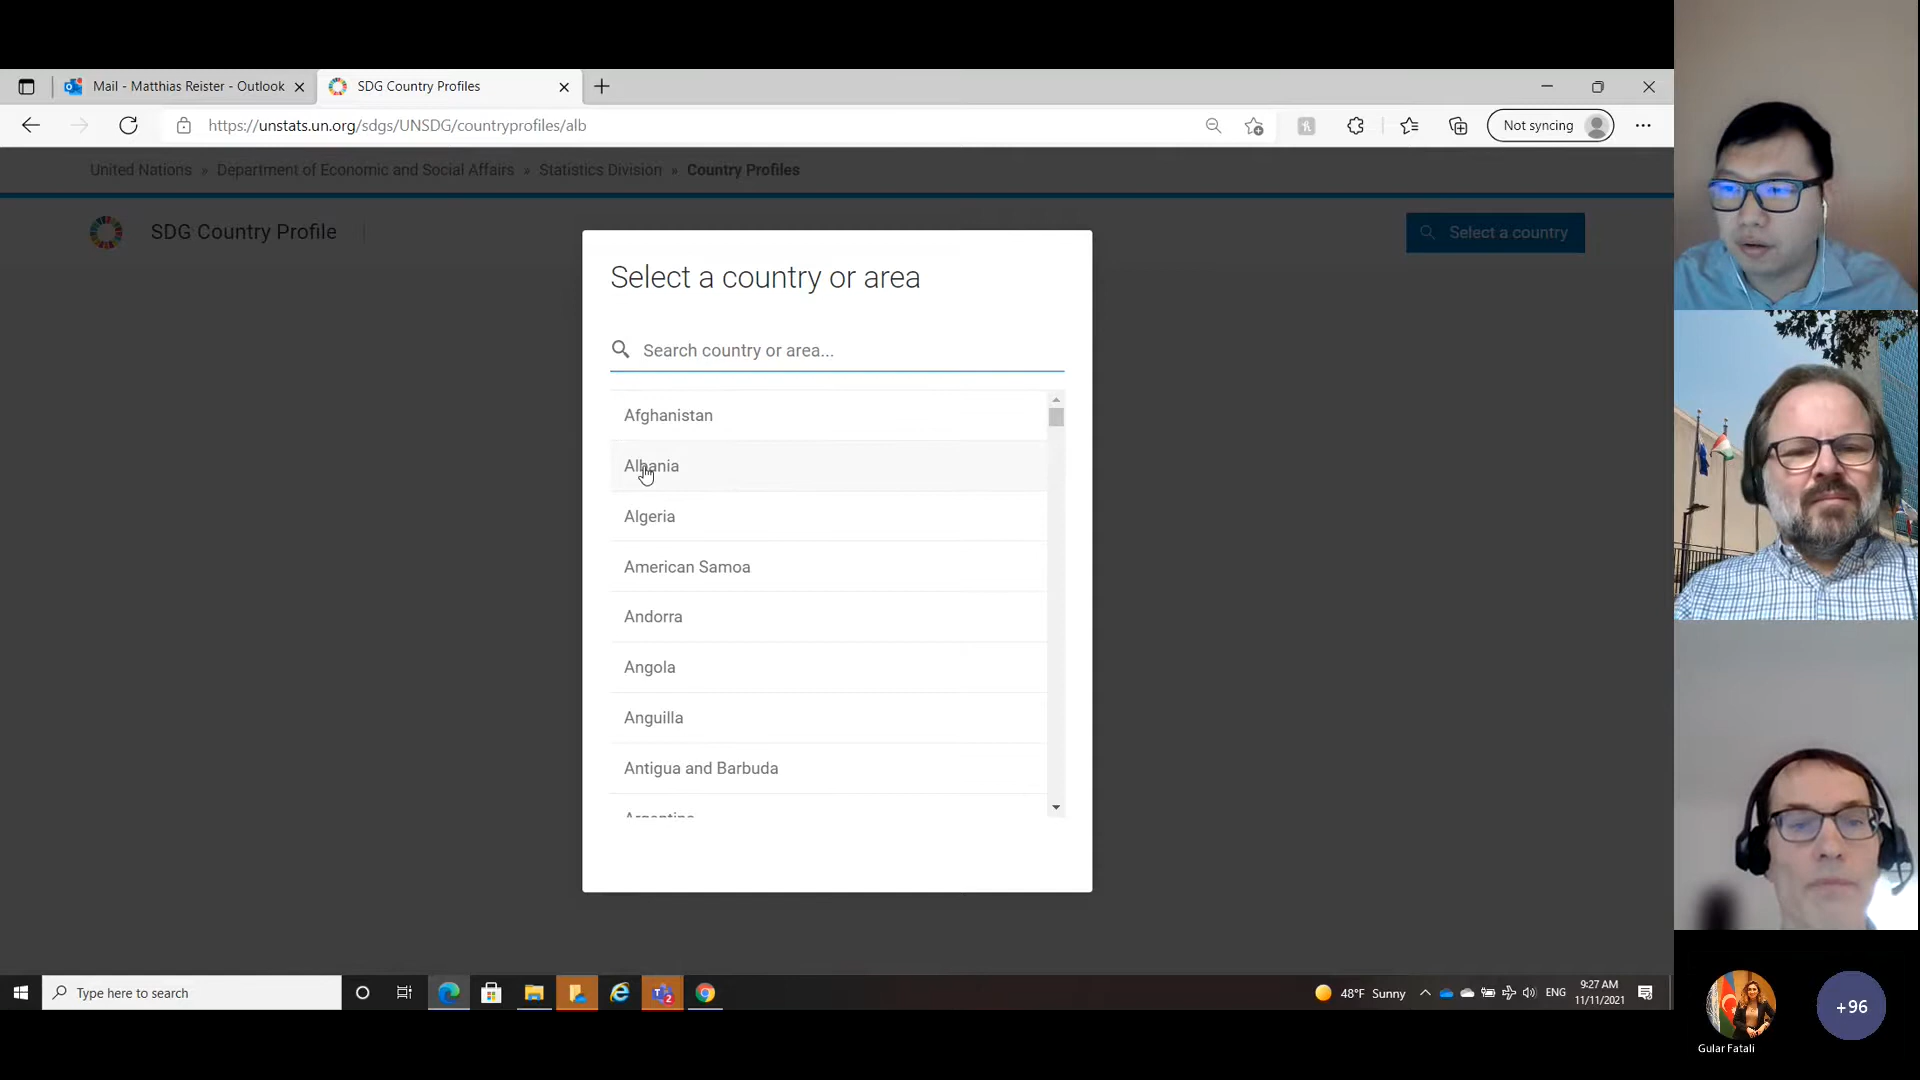 Mail - Matthias Reister - Outlook
SDG Country Profiles
https://unstats.un.org/sdgs/UNSDG/countryprofiles/alb
Not syncing
United Nations » Department of Economic and Social Affairs » Statistics Division » Country Profiles
SDG Country Profile
Select a country
Select a country or area
Search country or area...
Afghanistan
Albania
Algeria
American Samoa
Andorra
Angola
Anguilla
Antigua and Barbuda
Argentina
Type here to search
48°F Sunny
ENG
9:27 AM
11/11/2021
+96
Gular Fatali